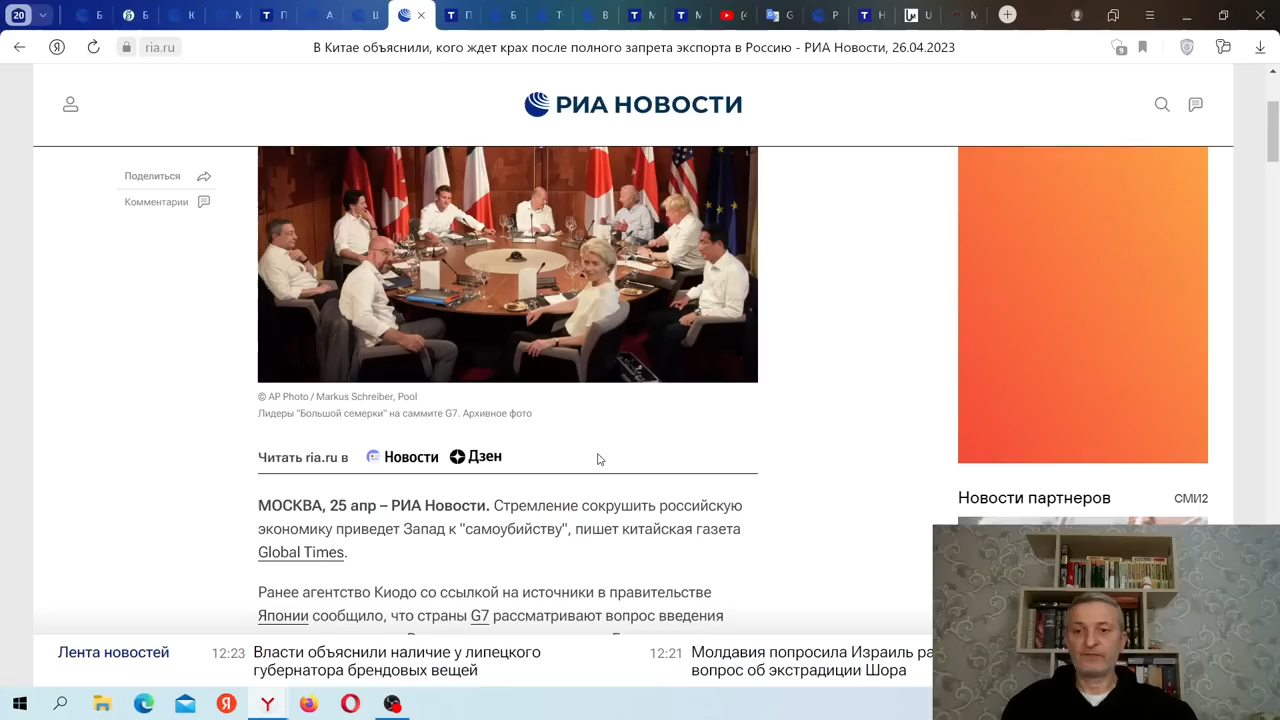 20
Б
К
М
Т П
Т А
Ц
Т П
Т
М
Т М
М
(4
G
Р
Т Н
U
М
ria.ru
В Китае объяснили, кого ждет крах после полного запрета экспорта в Россию - РИА Новости, 26.04.2023
9
РИА НОВОСТИ
Поделиться
Комментарии
© AP Photo / Markus Schreiber, Pool
Лидеры "Большой семерки" на саммите G7. Архивное фото
Читать ria.ru в Новости Дзен
МОСКВА, 25 апр – РИА Новости. Стремление сокрушить российскую
экономику приведет Запад к "самоубийству", пишет китайская газета
Global Times.
Ранее агентство Киодо со ссылкой на источники в правительстве
Японии сообщило, что страны G7 рассматривают вопрос введения
Новости партнеров
СМИ2
Лента новостей
12:23 Власти объяснили наличие у липецкого
губернатора брендовых вещей
12:21 Молдавия попросила Израиль ра
вопрос об экстрадиции Шора